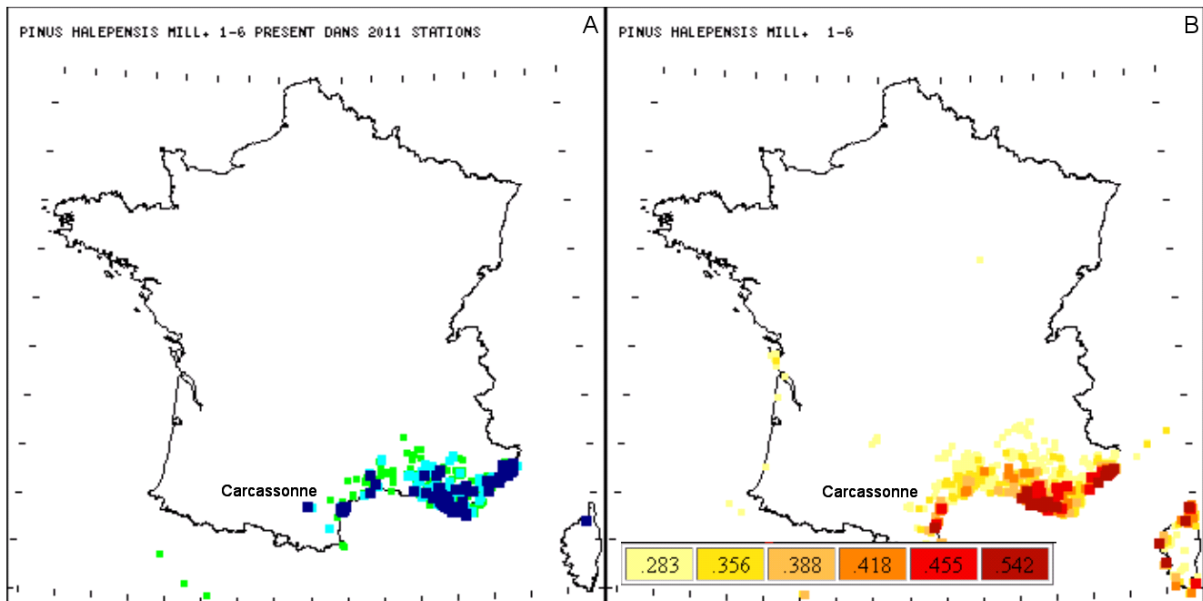 PINUS HALEPENSIS MILL. 1-6 PRESENT DANS 2011 STATIONS
A
PINUS HALEPENSIS MILL. 1-6
B
Carcassonne
Carcassonne
.283 .356 .388 .418 .455 .542